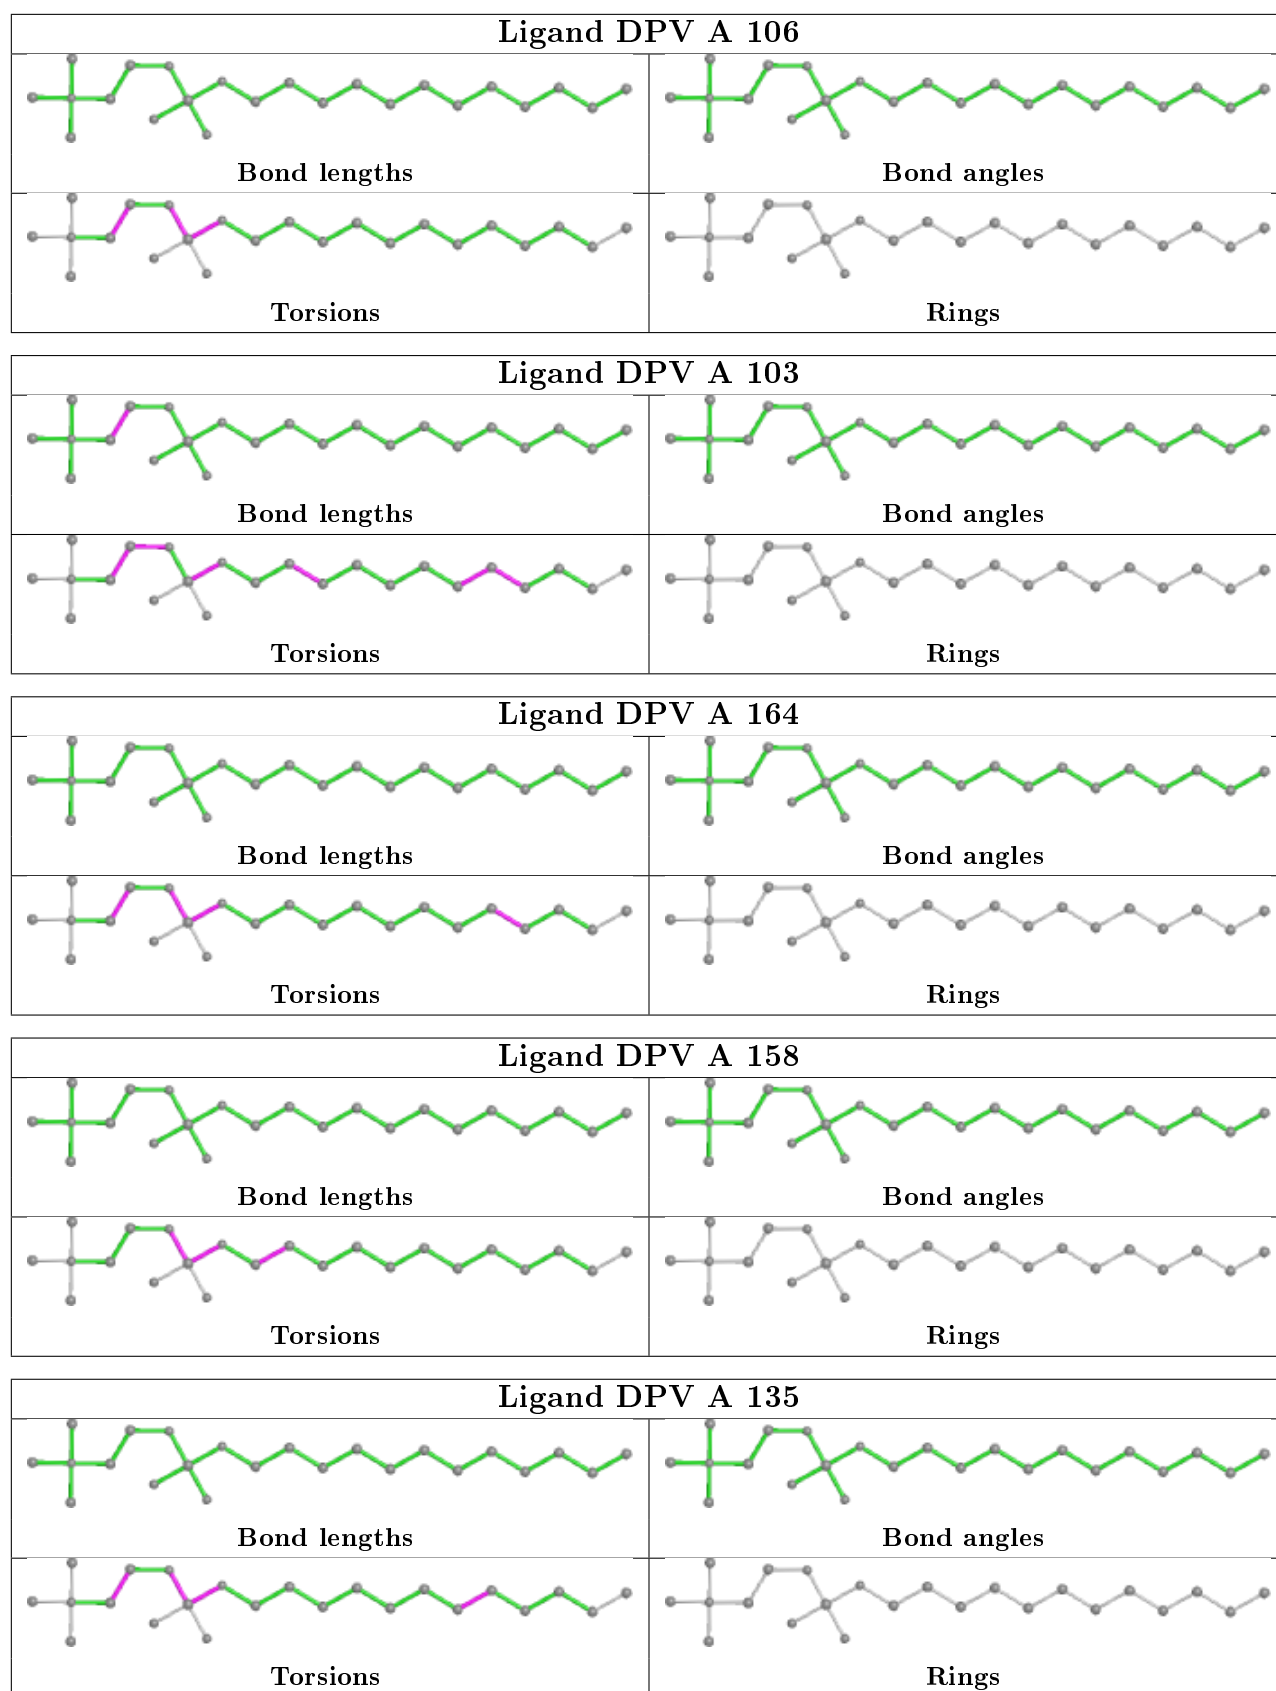 Ligand DPV A 106
Bond lengths
Bond angles
Torsions
Rings
Ligand DPV A 103
Bond lengths
Bond angles
Torsions
Rings
Ligand DPV A 164
Bond lengths
Bond angles
Torsions
Rings
Ligand DPV A 158
Bond lengths
Bond angles
Torsions
Rings
Ligand DPV A 135
Bond lengths
Bond angles
Torsions
Rings